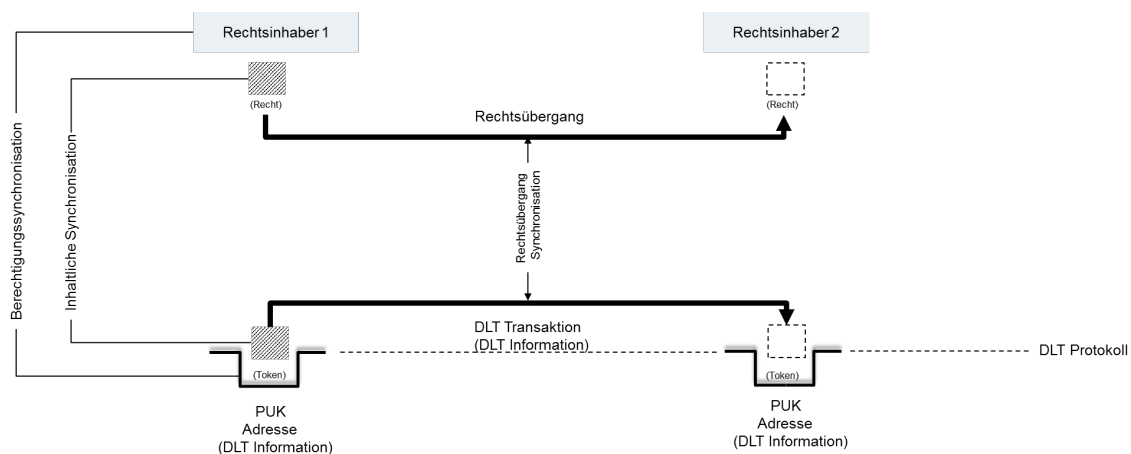 Rechtsinhaber 1
Rechtsinhaber 2
(Recht)
(Recht)
Rechtsübergang
Berechtigungssynchronisation
Inhaltliche Synchronisation
Rechtsübergang
Synchronisation
DLT Transaktion
(DLT Information)
DLT Protokoll
(Token)
(Token)
PUK
Adresse
(DLT Information)
PUK
Adresse
(DLT Information)